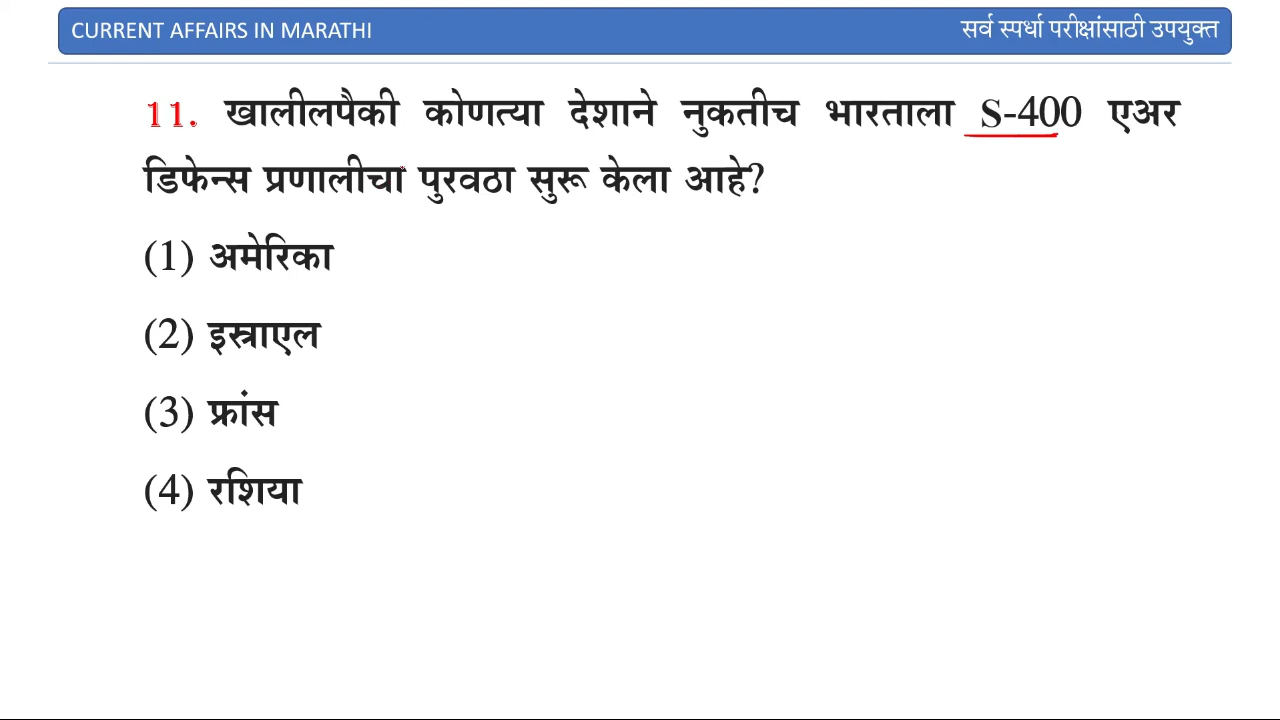 CURRENT AFFAIRS IN MARATHI
सर्व स्पर्धा परीक्षांसाठी उपयुक्त
11. खालीलपैकी कोणत्या देशाने नुकतीच भारताला S-400 एअर
डिफेन्स प्रणालीचा पुरवठा सुरू केला आहे?
(1) अमेरिका
(2) इस्राएल
(3) फ्रांस
(4) रशिया